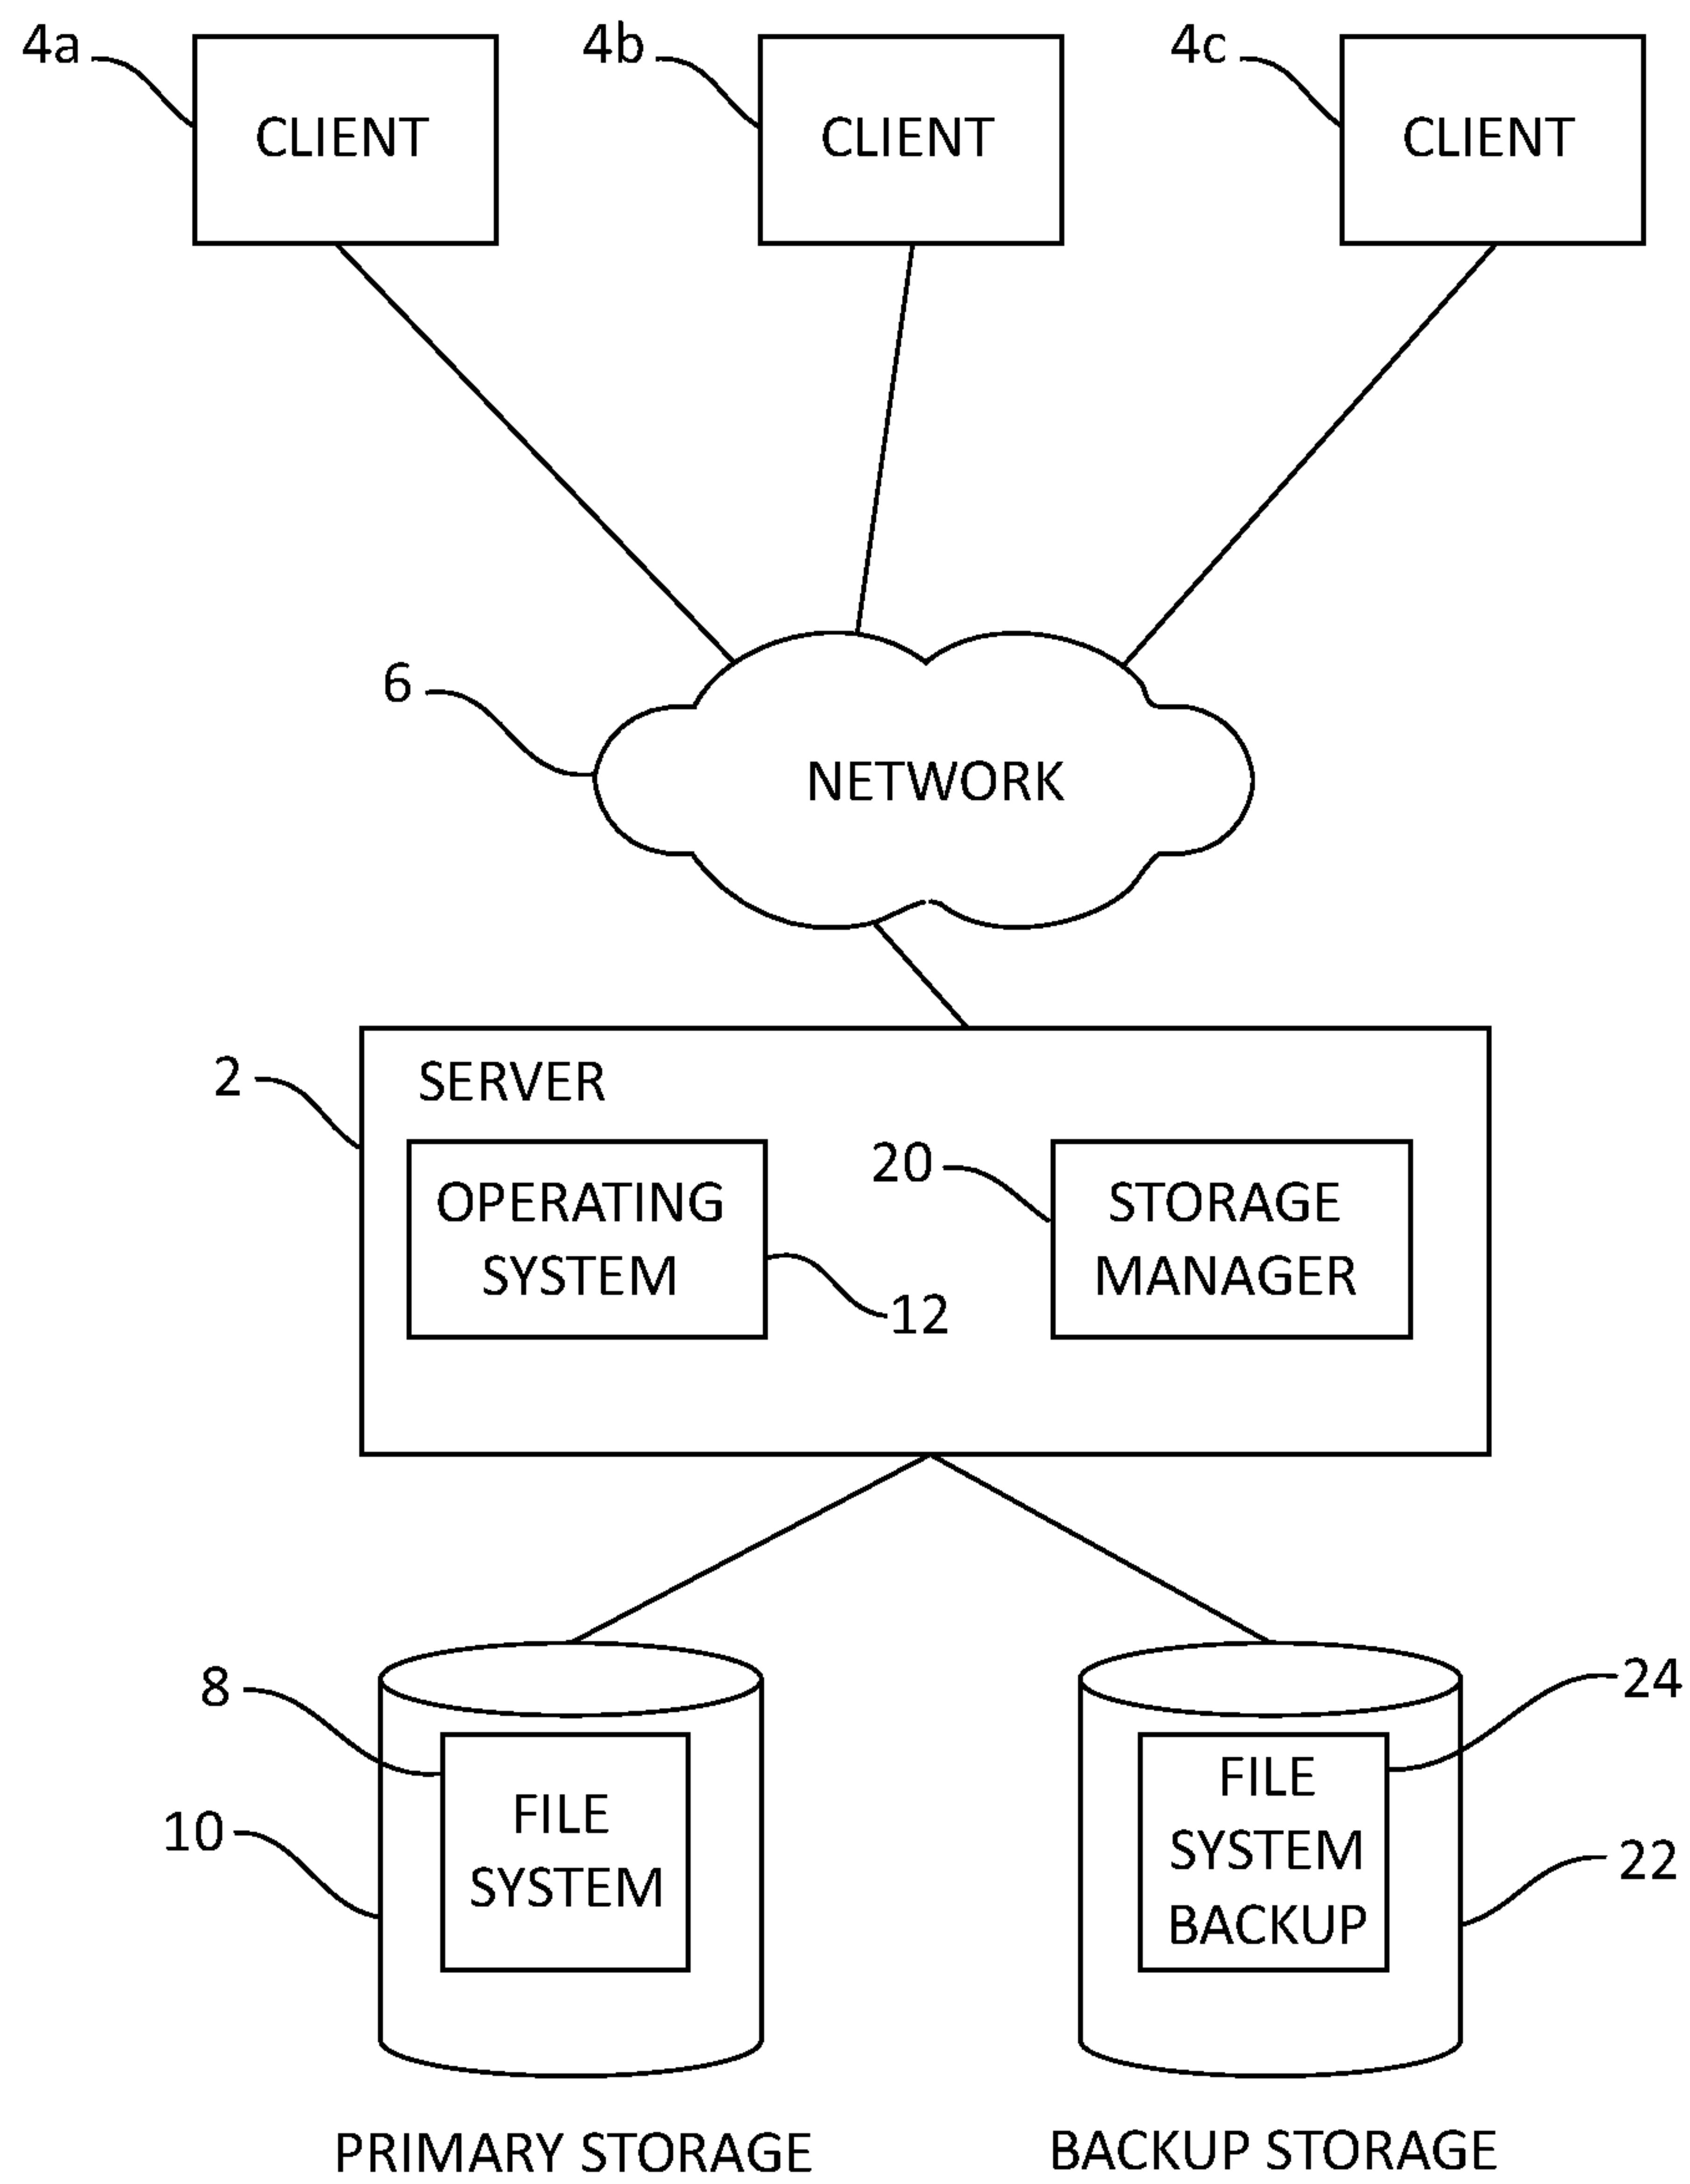 4a
CLIENT
4b
CLIENT
4c
CLIENT
6
NETWORK
2
SERVER
OPERATING
SYSTEM
12
20
STORAGE
MANAGER
8
FILE
SYSTEM
10
24
FILE
SYSTEM
BACKUP
22
PRIMARY STORAGE
BACKUP STORAGE